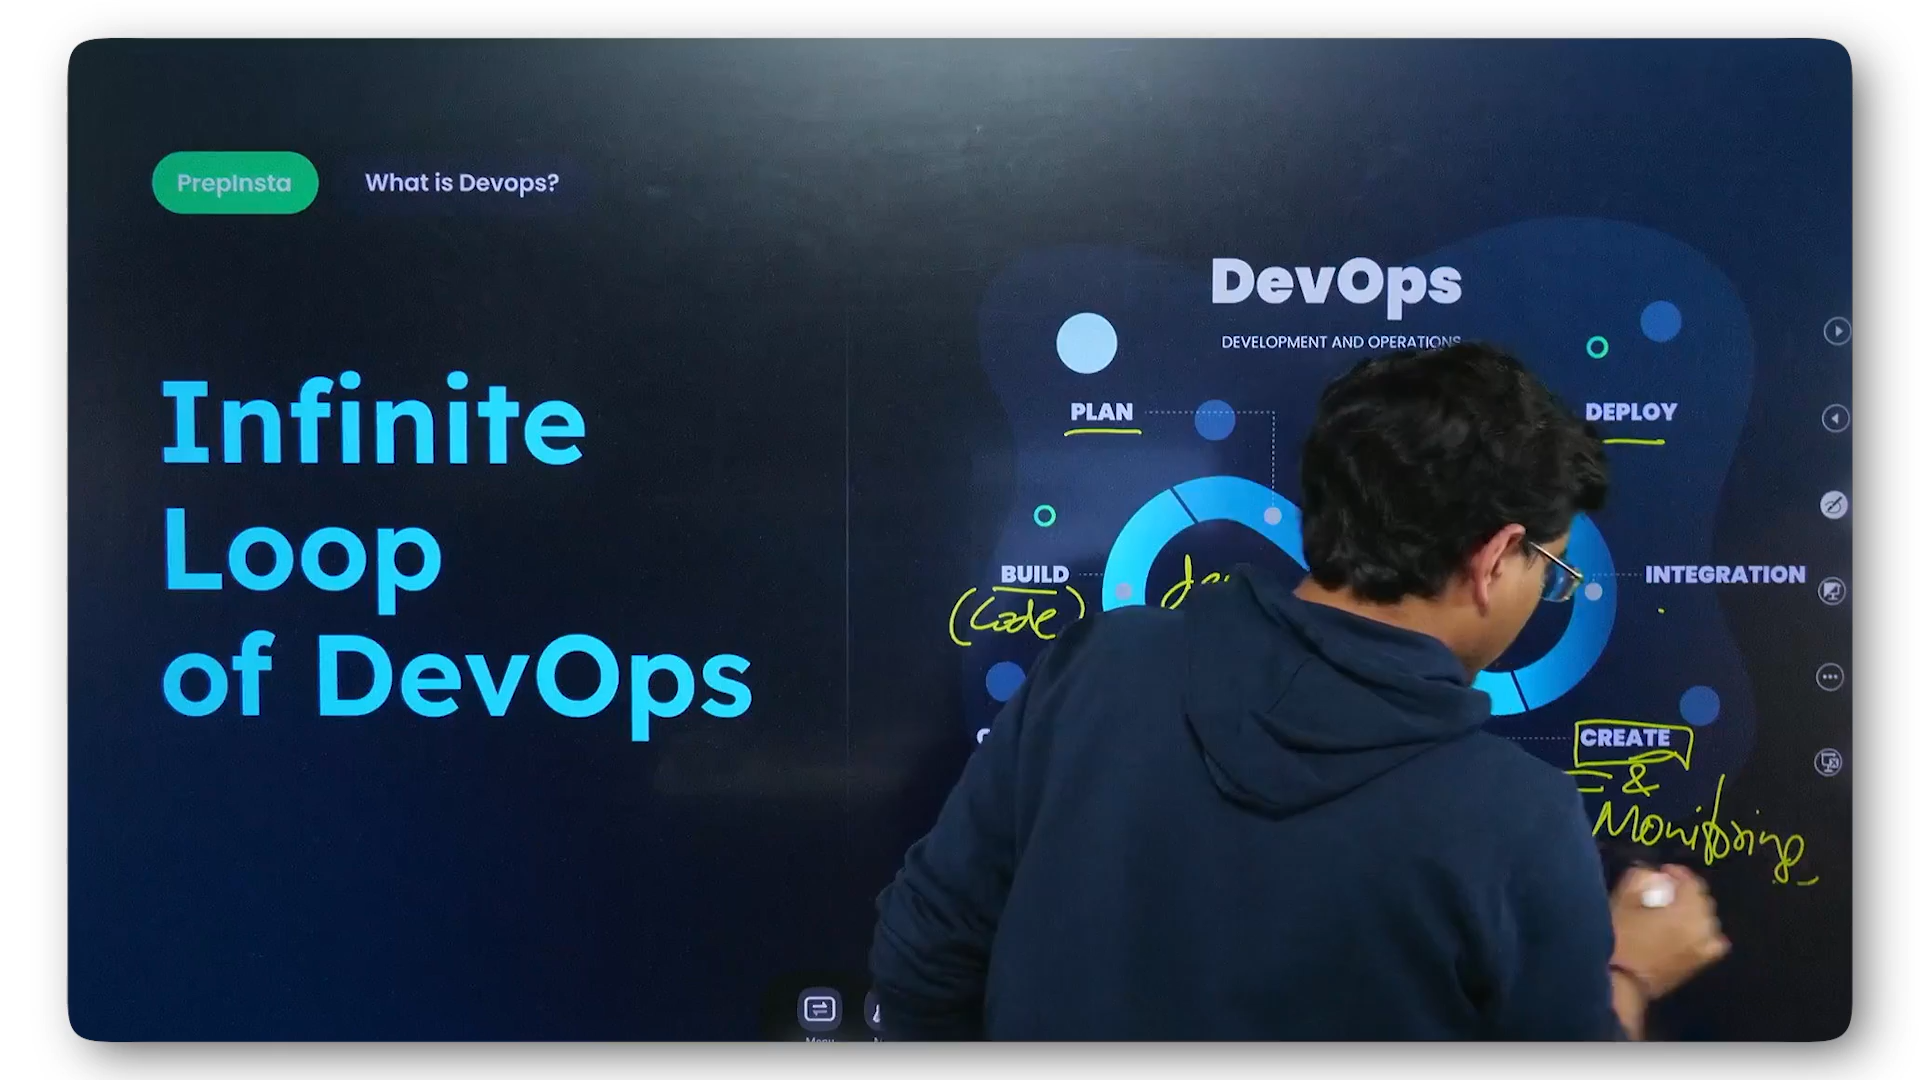 PrepInsta
What is Devops?
Infinite
Loop
of DevOps
DevOps
DEVELOPMENT AND OPERATIONS
PLAN
DEPLOY
BUILD
(Code)
INTEGRATION
CREATE
&
Monitoring
Menu